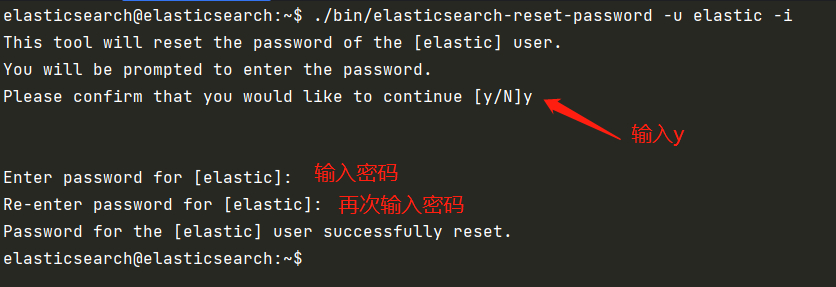 elasticsearch@elasticsearch:~$ ./bin/elasticsearch-reset-password -u elastic -i
This tool will reset the password of the [elastic] user.
You will be prompted to enter the password.
Please confirm that you would like to continue [y/N]y
输入y
Enter password for [elastic]: 输入密码
Re-enter password for [elastic]: 再次输入密码
Password for the [elastic] user successfully reset.
elasticsearch@elasticsearch:~$